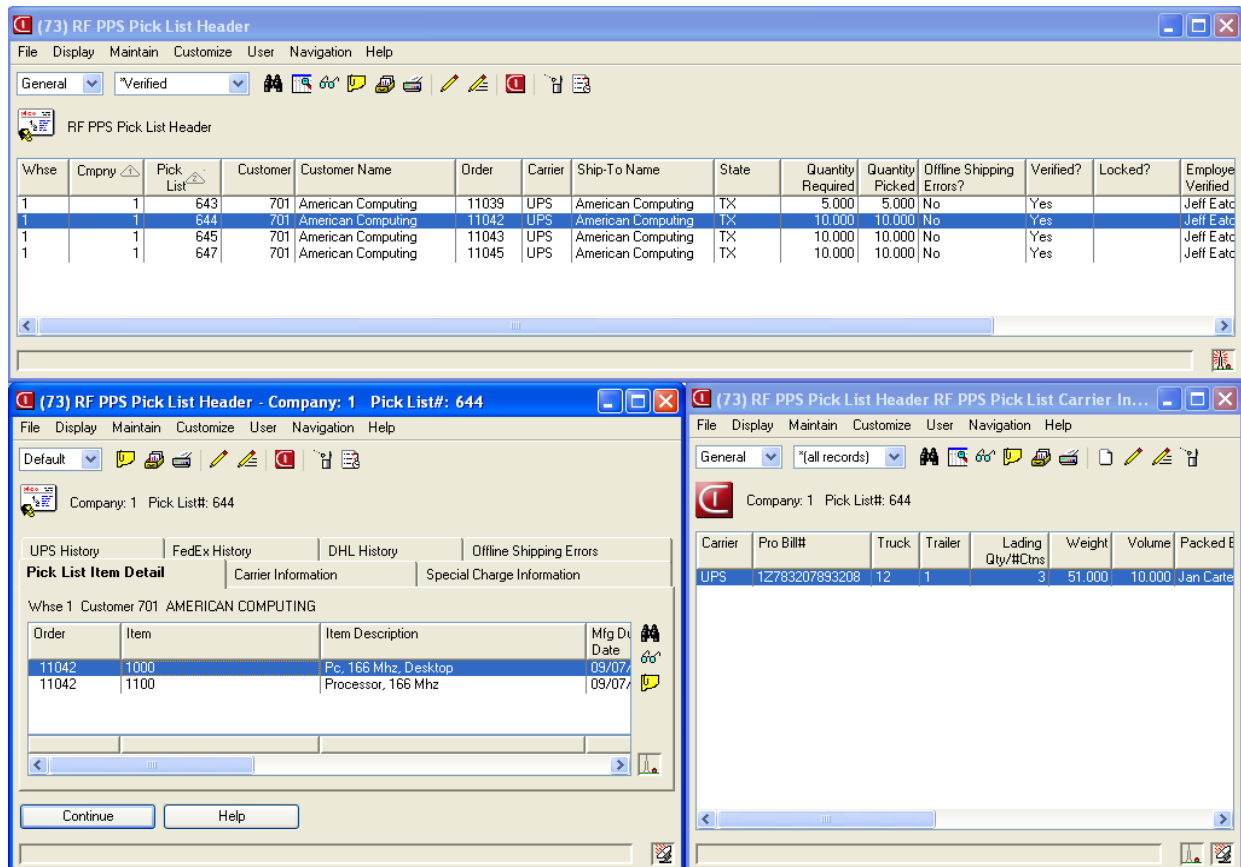 (73) RF PPS Pick List Header
File Display Maintain Customize User Navigation Help
General *Verified
RF PPS Pick List Header
Whse Cmpny 1 Pick List 2 Customer Customer Name Order Carrier Ship-To Name State Quantity Required Quantity Picked Offline Shipping Errors? Verified? Locked? Employe Verified
1 1 643 701 American Computing 11039 UPS American Computing TX 5.000 5.000 No Yes Jeff Eatc
1 1 644 701 American Computing 11042 UPS American Computing TX 10.000 10.000 No Yes Jeff Eatc
1 1 645 701 American Computing 11043 UPS American Computing TX 10.000 10.000 No Yes Jeff Eatc
1 1 647 701 American Computing 11045 UPS American Computing TX 10.000 10.000 No Yes Jeff Eatc
(73) RF PPS Pick List Header - Company: 1 Pick List#: 644
File Display Maintain Customize User Navigation Help
Default
Company: 1 Pick List#: 644
UPS History FedEx History DHL History Offline Shipping Errors
Pick List Item Detail Carrier Information Special Charge Information
Whse 1 Customer 701 AMERICAN COMPUTING
Order Item Item Description Mfg Du Date
11042 1000 Pc, 166 Mhz, Desktop 09/07/
11042 1100 Processor, 166 Mhz 09/07/
Continue Help
(73) RF PPS Pick List Header RF PPS Pick List Carrier In...
File Display Maintain Customize User Navigation Help
General *(all records)
Company: 1 Pick List#: 644
Carrier Pro Bill# Truck Trailer Lading Qty/#Ctns Weight Volume Packed B
UPS 1Z783207893208 12 1 3 51.000 10.000 Jan Carte